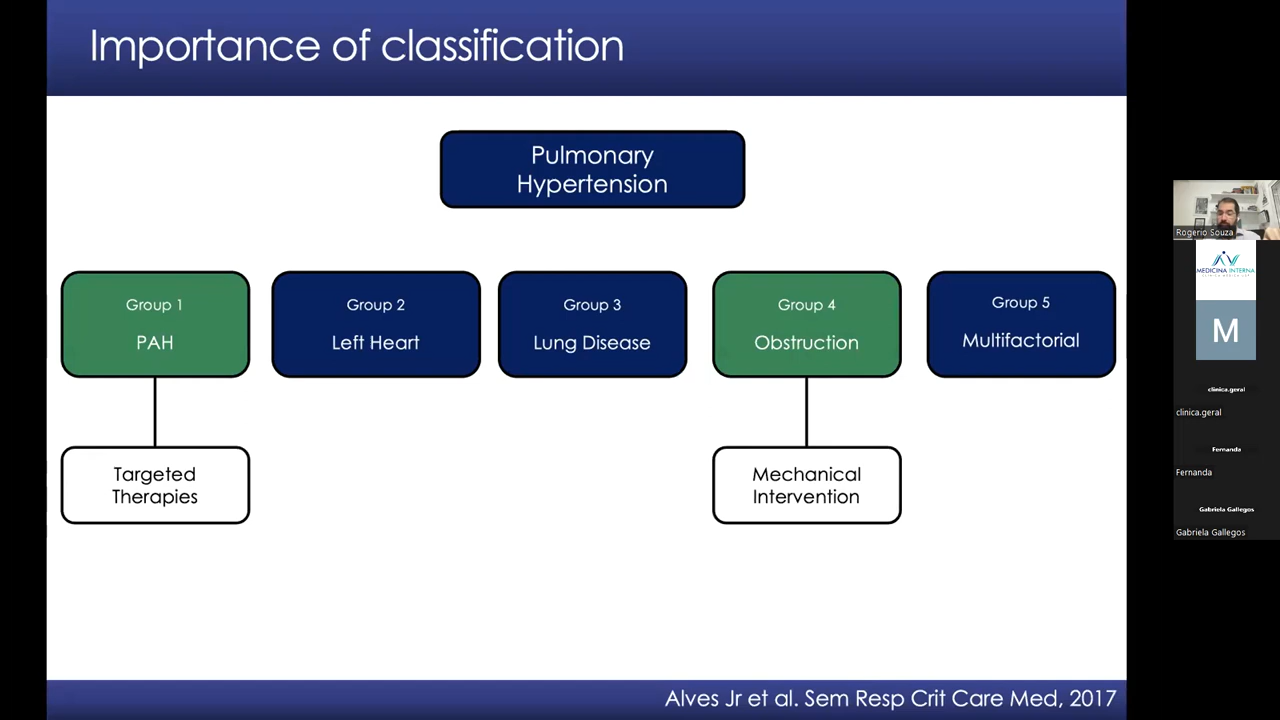 Importance of classification
Pulmonary
Hypertension
Group 1
PAH
Group 2
Left Heart
Group 3
Lung Disease
Group 4
Obstruction
Group 5
Multifactorial
Targeted
Therapies
Mechanical
Intervention
Alves Jr et al. Sem Resp Crit Care Med, 2017
Rogerio Souza
MEDICINA INTERNA
M
clinica.geral
clinica.geral
Fernanda
Fernanda
Gabriela Gallegos
Gabriela Gallegos